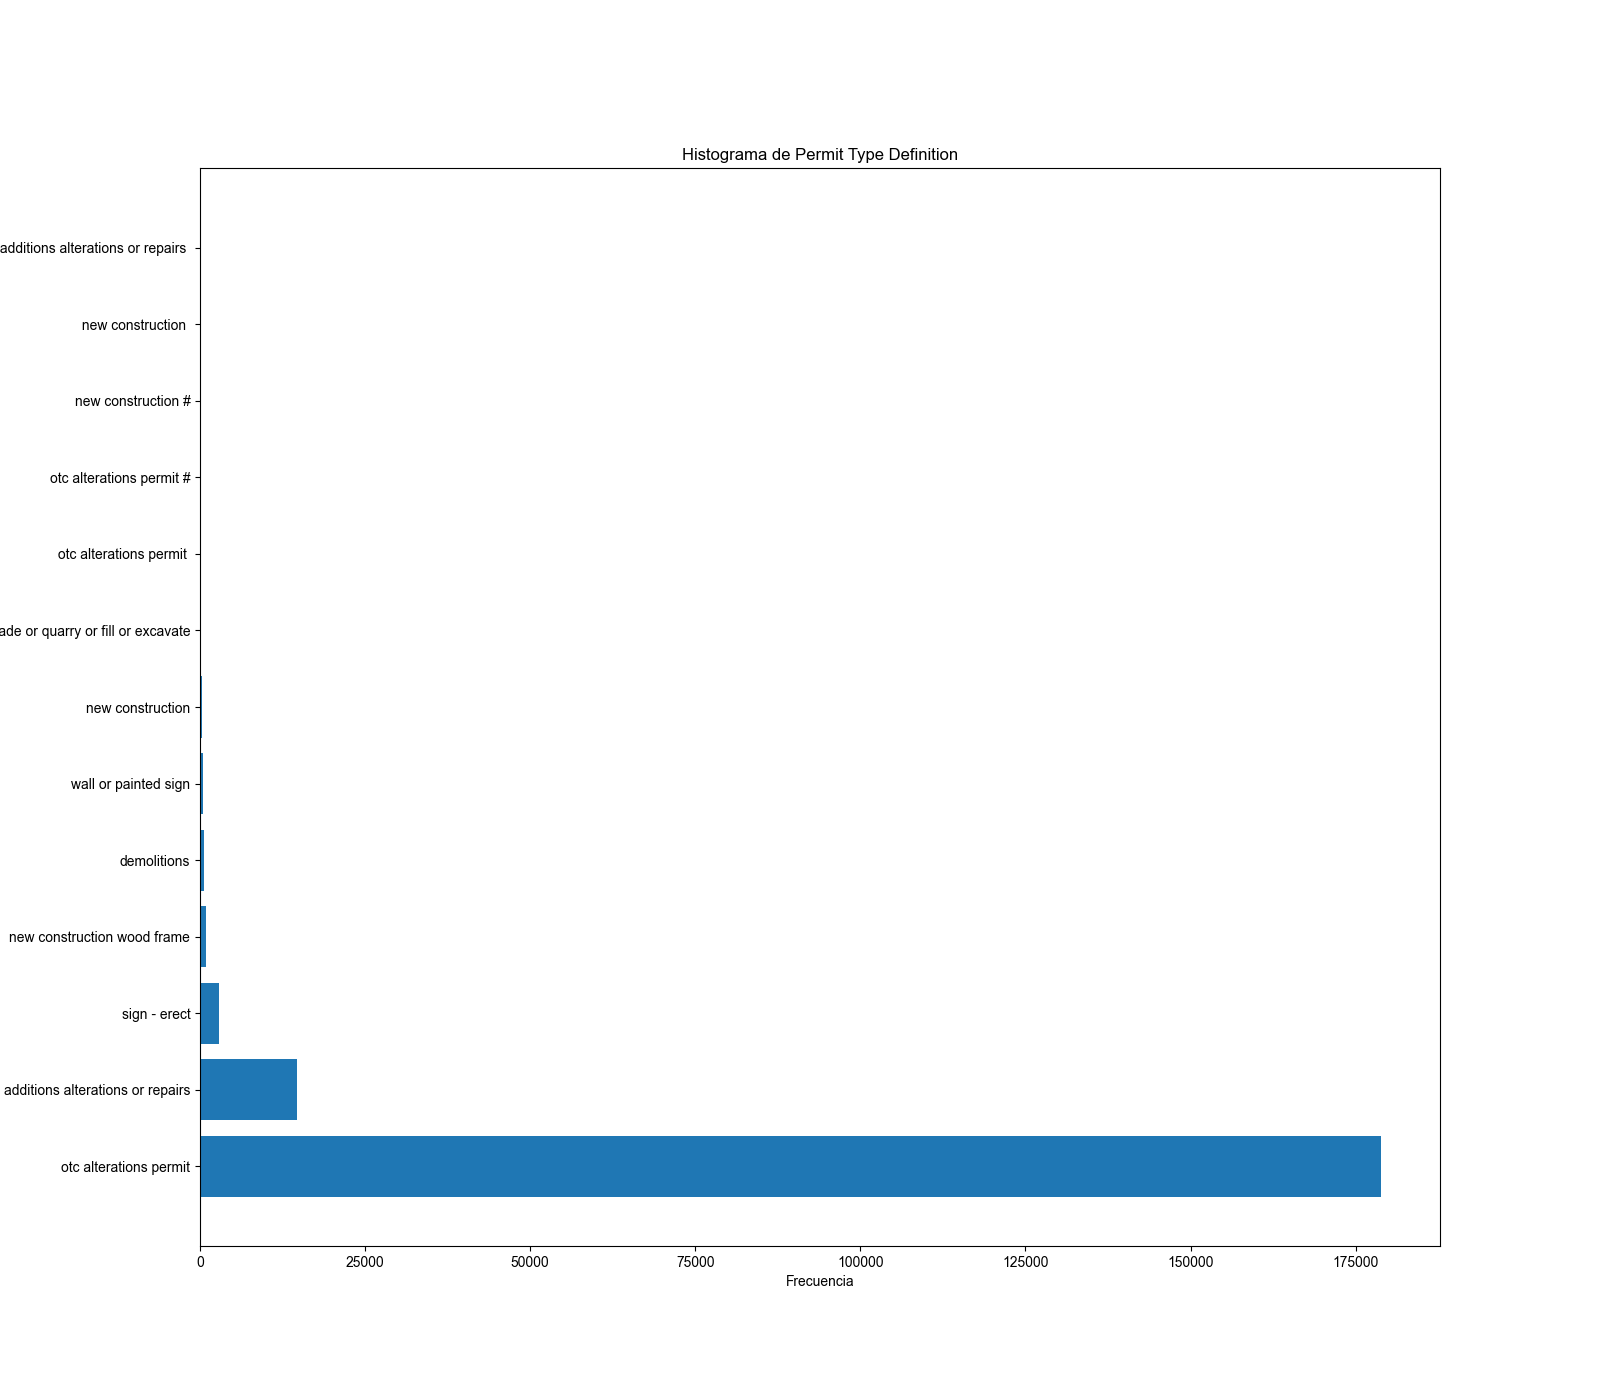 Histograma de Permit Type Definition
additions alterations or repairs
new construction
new construction #
otc alterations permit #
otc alterations permit
ade or quarry or fill or excavate
new construction
wall or painted sign
demolitions
new construction wood frame
sign - erect
additions alterations or repairs
otc alterations permit
0 25000 50000 75000 100000 125000 150000 175000
Frecuencia